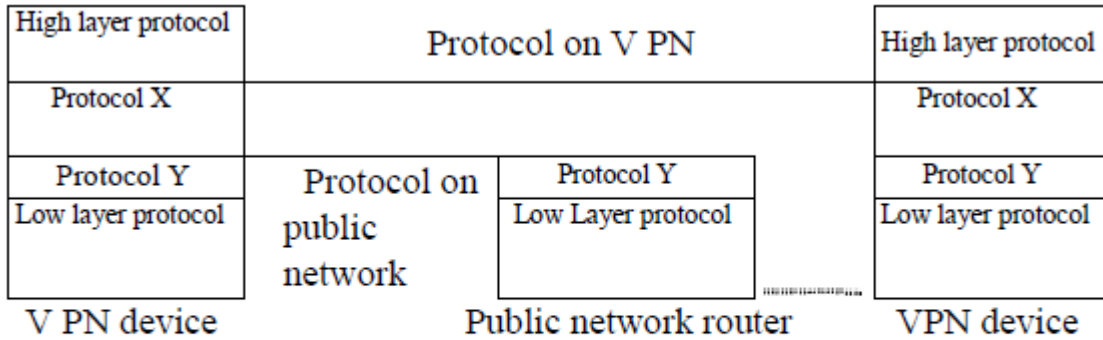 High layer protocol
Protocol on V PN
High layer protocol
Protocol X
Protocol X
Protocol Y
Protocol on
public
network
Protocol Y
Protocol Y
Low layer protocol
Low Layer protocol
Low layer protocol
V PN device
Public network router
VPN device